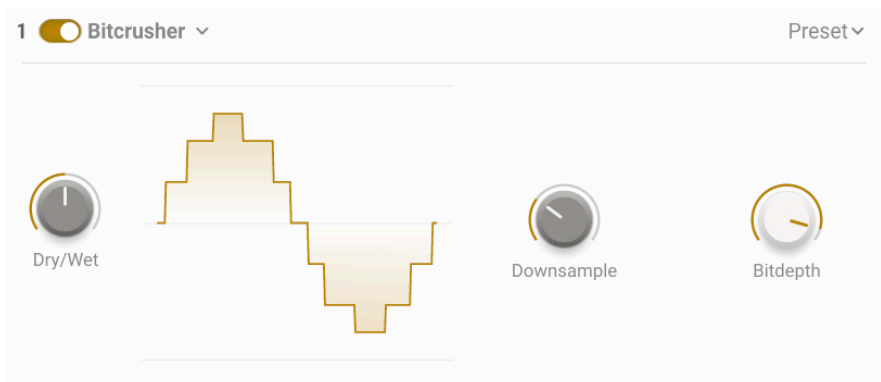 1 Bitcrusher
Preset
Dry/Wet
Downsample
Bitdepth